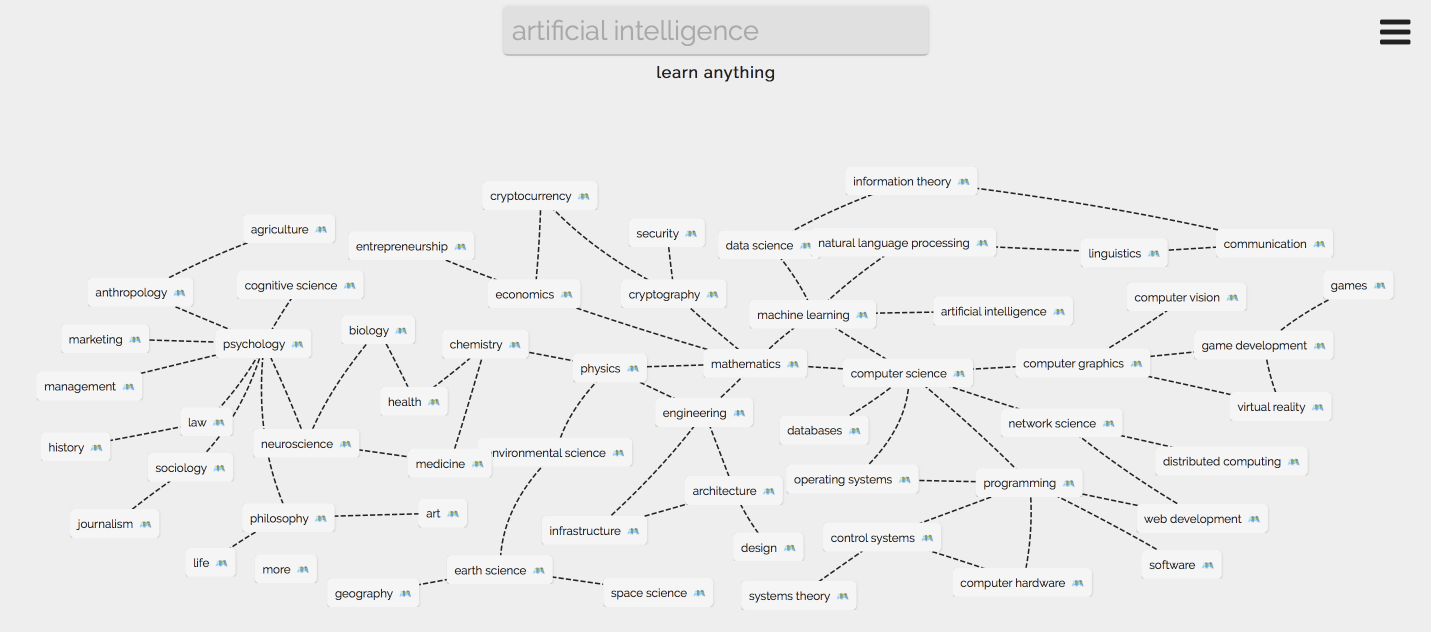 artificial intelligence
learn anything
information theory
cryptocurrency
agriculture
security
entrepreneurship
data science
natural language processing
communication
linguistics
cognitive science
games
anthropology
economics
cryptography
computer vision
artificial intelligence
machine learning
biology
marketing
psychology
chemistry
game development
mathematics
computer graphics
physics
computer science
management
health
virtual reality
engineering
law
network science
databases
history
neuroscience
nvironmental science
distributed computing
medicine
sociology
operating systems
programming
architecture
art
philosophy
web development
journalism
infrastructure
control systems
design
life
more
earth science
software
computer hardware
geography
space science
systems theory